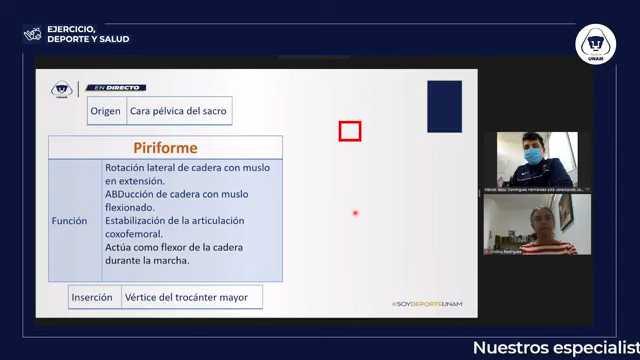 EJERCICIO,
DEPORTE Y SALUD
UNAM
EN DIRECTO
Origen Cara pélvica del sacro
Piriforme
Función
Rotación lateral de cadera con muslo
en extensión.
ABDucción de cadera con muslo
flexionado.
Estabilización de la articulación
coxofemoral.
Actúa como flexor de la cadera
durante la marcha.
Inserción Vértice del trocánter mayor
#SOYDEPORTEUNAM
Nuestros especialist